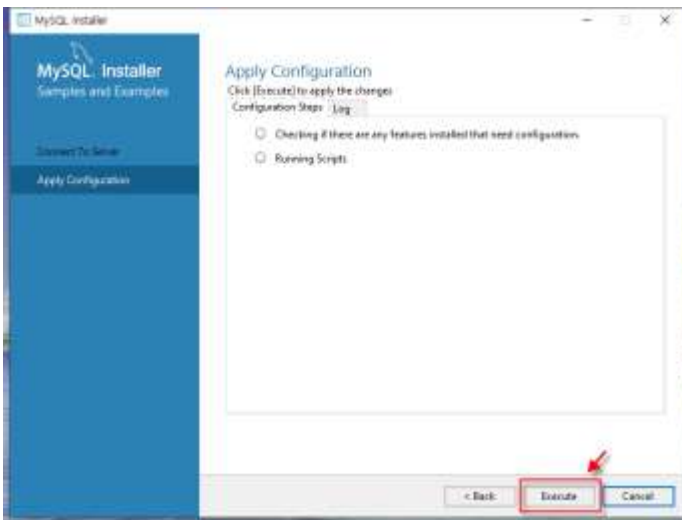 MySQL Installer
MySQL. Installer
Samples and Examples
Connect To Server
Apply Configuration
Apply Configuration
Click [Execute] to apply the changes
Configuration Steps Log
Checking if there are any features installed that need configuration.
Running Scripts
< Back Execute Cancel